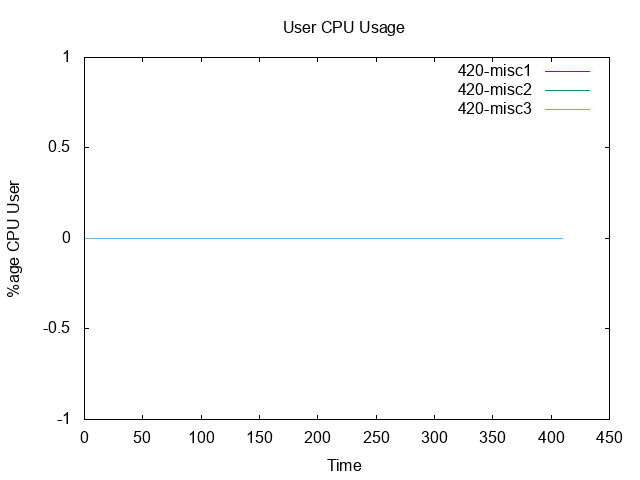 User CPU Usage
1
420-misc1
420-misc2
420-misc3
0.5
%age CPU User
0
-0.5
-1
0 50 100 150 200 250 300 350 400 450
Time